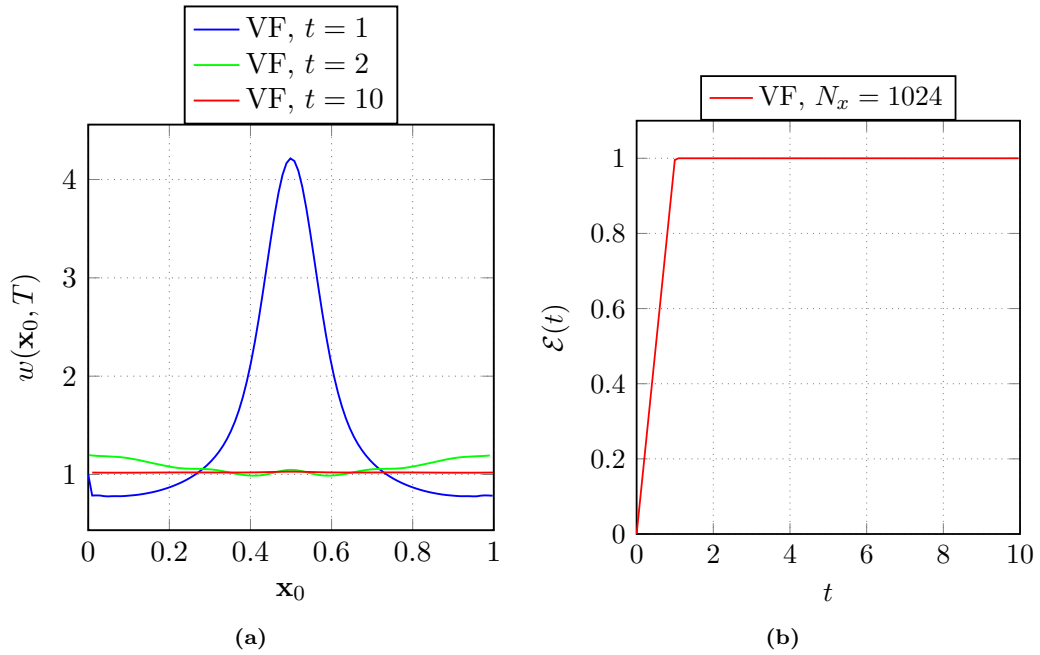 VF, t = 1
VF, t = 2
VF, t = 10
4
3
2
1
0
0.2
0.4
0.6
0.8
1
w(x₀, T)
x₀
(a)
VF, Nₓ = 1024
1
0.8
0.6
0.4
0.2
0
0
2
4
6
8
10
ℰ(t)
t
(b)